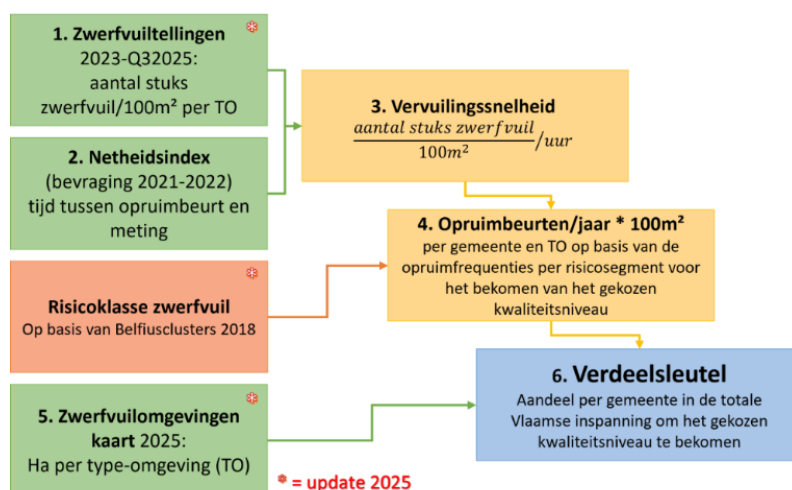 1. Zwerfvuiltellingen
2023-Q32025:
aantal stuks
zwerfvuil/100m² per TO
2. Netheidsindex
(bevraging 2021-2022)
tijd tussen opruimbeurt en
meting
3. Vervuilingssnelheid
aantal stuks zwerfvuil
100m²
/uur
4. Opruimbeurten/jaar * 100m²
per gemeente en TO op basis van de
opruimfrequenties per risicosegment voor
het bekomen van het gekozen
kwaliteitsniveau
Risicoklasse zwerfvuil
Op basis van Belfiusclusters 2018
5. Zwerfvuilomgevingen
kaart 2025:
Ha per type-omgeving (TO)
6. Verdeelsleutel
Aandeel per gemeente in de totale
Vlaamse inspanning om het gekozen
kwaliteitsniveau te bekomen
= update 2025